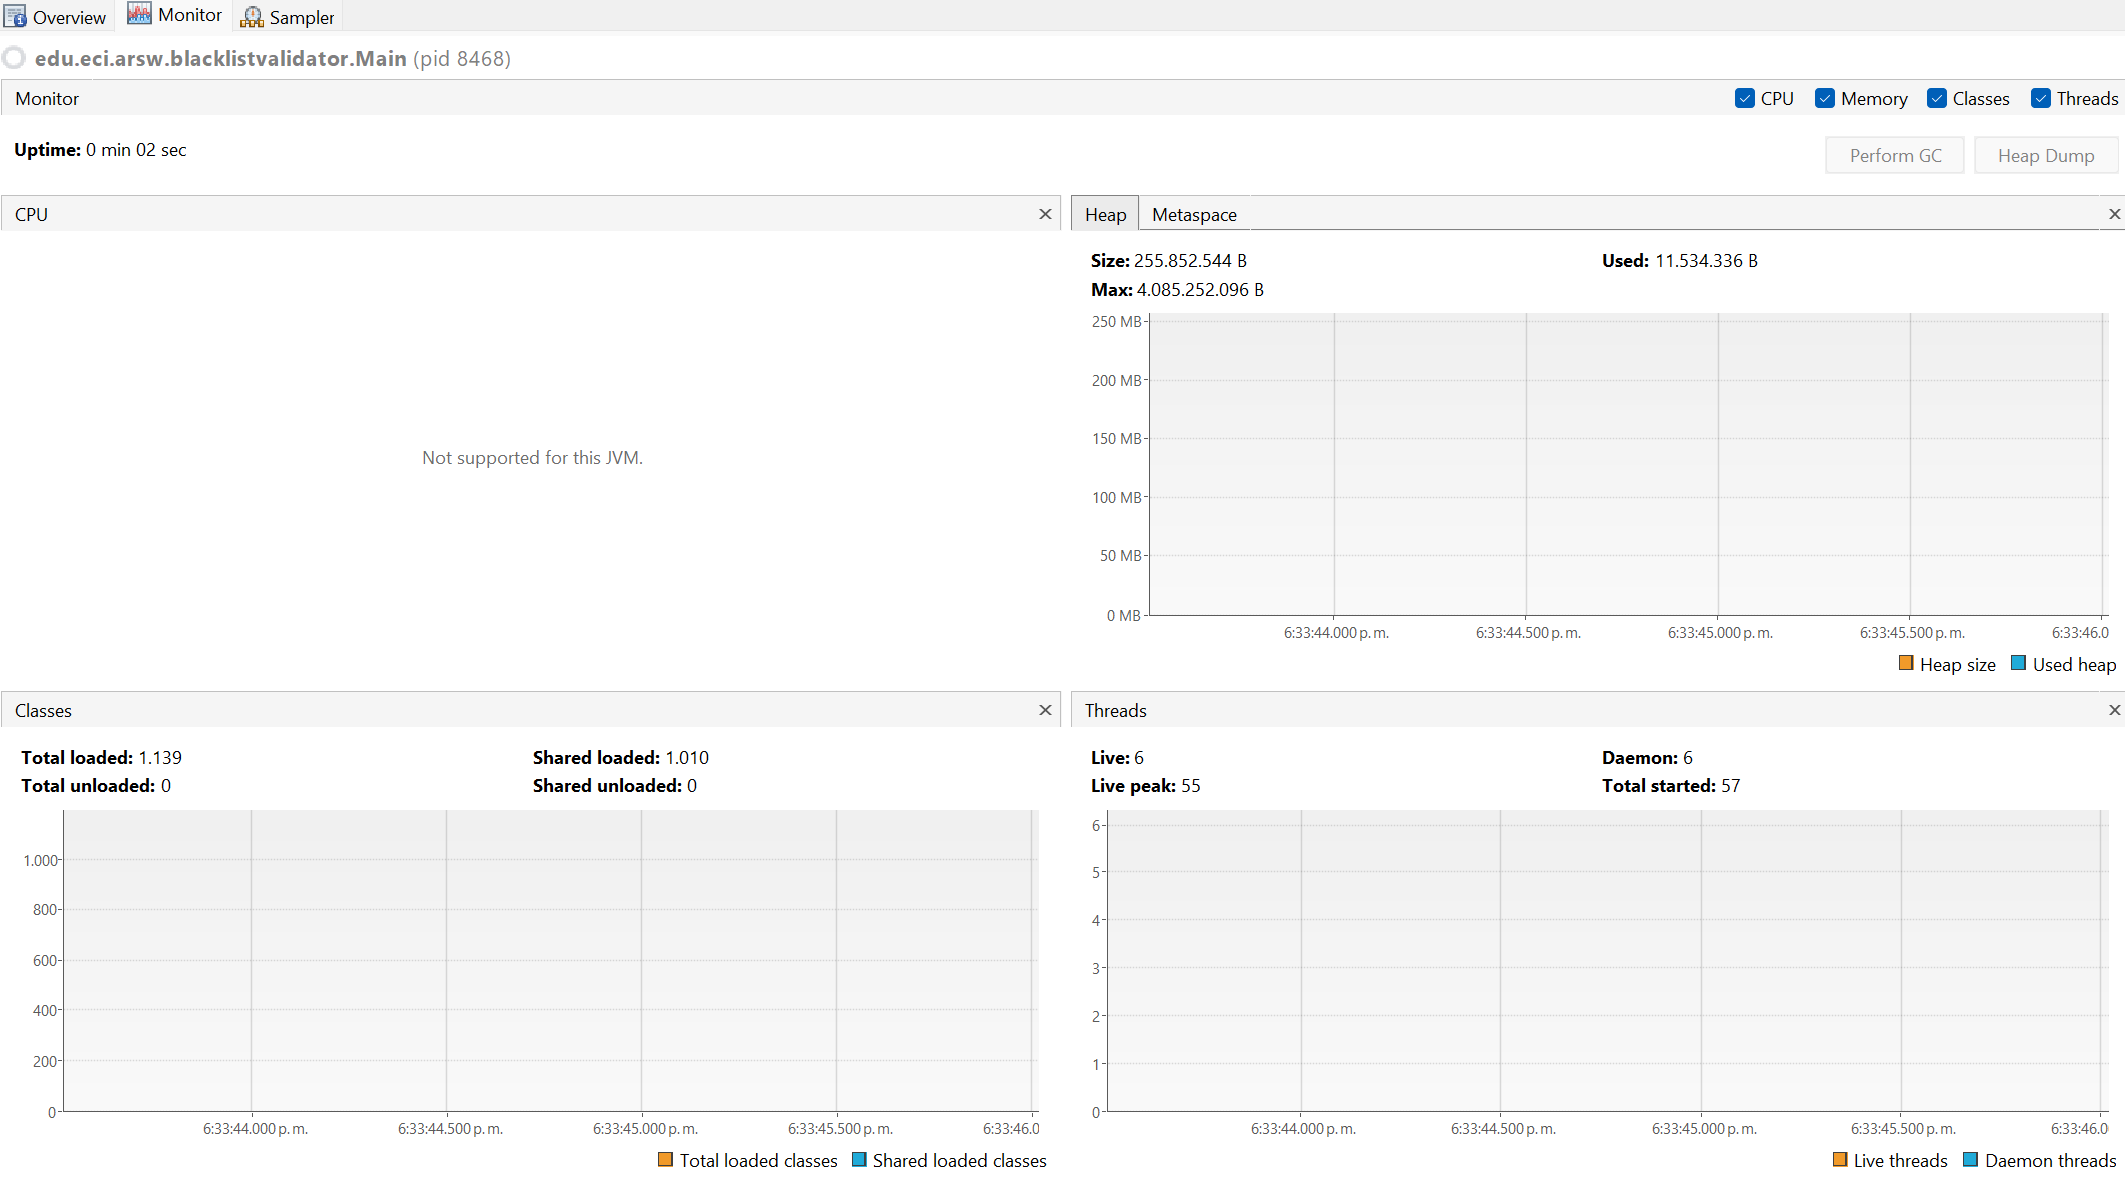 Overview Monitor Sampler
edu.eci.arsw.blacklistvalidator.Main (pid 8468)
Monitor CPU Memory Classes Threads
Uptime: 0 min 02 sec
Perform GC Heap Dump
CPU
Not supported for this JVM.
Heap Metaspace
Size: 255.852.544 B Used: 11.534.336 B
Max: 4.085.252.096 B
250 MB
200 MB
150 MB
100 MB
50 MB
0 MB
6:33:44.000 p. m. 6:33:44.500 p. m. 6:33:45.000 p. m. 6:33:45.500 p. m. 6:33:46.0
Heap size Used heap
Classes
Total loaded: 1.139 Shared loaded: 1.010
Total unloaded: 0 Shared unloaded: 0
1.000
800
600
400
200
0
6:33:44.000 p. m. 6:33:44.500 p. m. 6:33:45.000 p. m. 6:33:45.500 p. m. 6:33:46.0
Total loaded classes Shared loaded classes
Threads
Live: 6 Daemon: 6
Live peak: 55 Total started: 57
6
5
4
3
2
1
0
6:33:44.000 p. m. 6:33:44.500 p. m. 6:33:45.000 p. m. 6:33:45.500 p. m. 6:33:46.0
Live threads Daemon threads